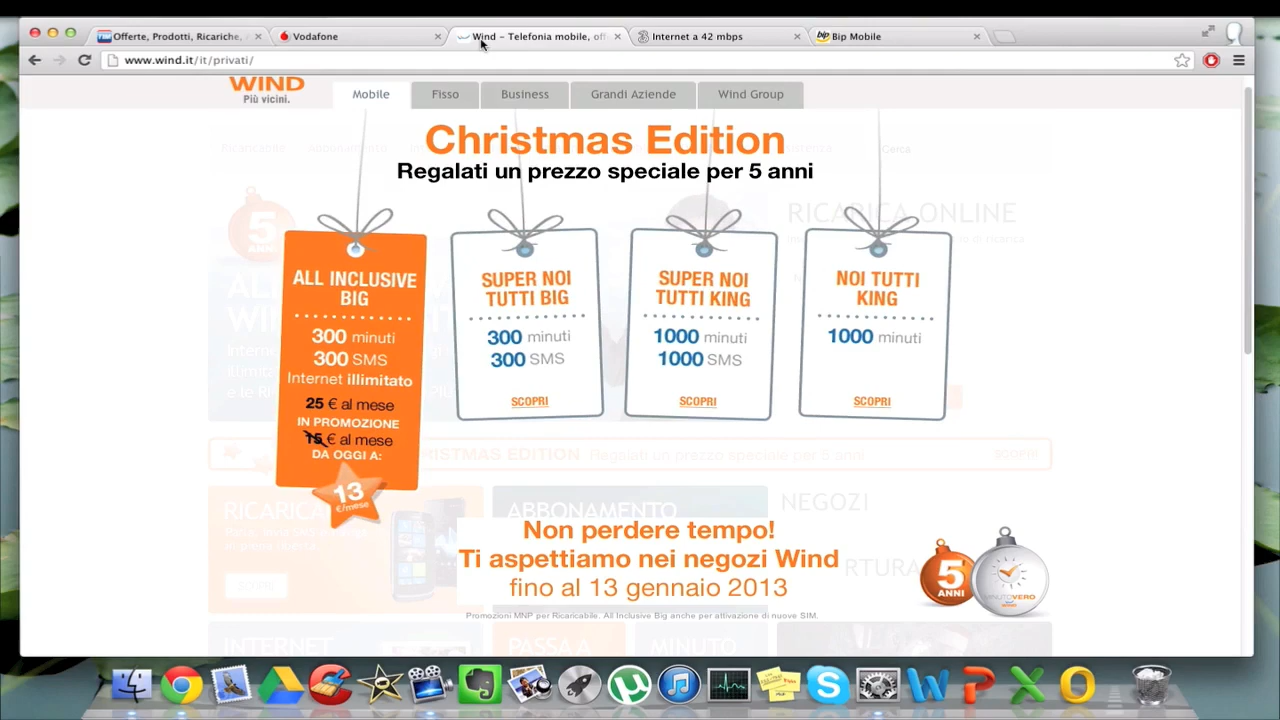 Offerte, Prodotti, Ricariche,
Vodafone
Wind – Telefonia mobile, off
Internet a 42 mbps
bip Bip Mobile
www.wind.it/it/privati/
WIND
Più vicini.
Mobile
Fisso
Business
Grandi Aziende
Wind Group
Christmas Edition
Regalati un prezzo speciale per 5 anni
Cerca
RICARICA ONLINE
5
ALL INCLUSIVE
BIG
300 minuti
300 SMS
Internet illimitato
25 € al mese
IN PROMOZIONE
15 € al mese
DA OGGI A:
13
€/mese
SUPER NOI
TUTTI BIG
300 minuti
300 SMS
SCOPRI
SUPER NOI
TUTTI KING
1000 minuti
1000 SMS
SCOPRI
NOI TUTTI
KING
1000 minuti
SCOPRI
CHRISTMAS EDITION Regalati un prezzo speciale per 5 anni
SCOPRI
RICARICA
ABBONAMENTO
NEGOZI
SCOPRI
Non perdere tempo!
Ti aspettiamo nei negozi Wind
fino al 13 gennaio 2013
5
ANNI
MINUTOVERO
WIND
Promozioni MNP per Ricaricabile. All Inclusive Big anche per attivazione di nuove SIM.
INTERNET
PASSA A
MINUTO